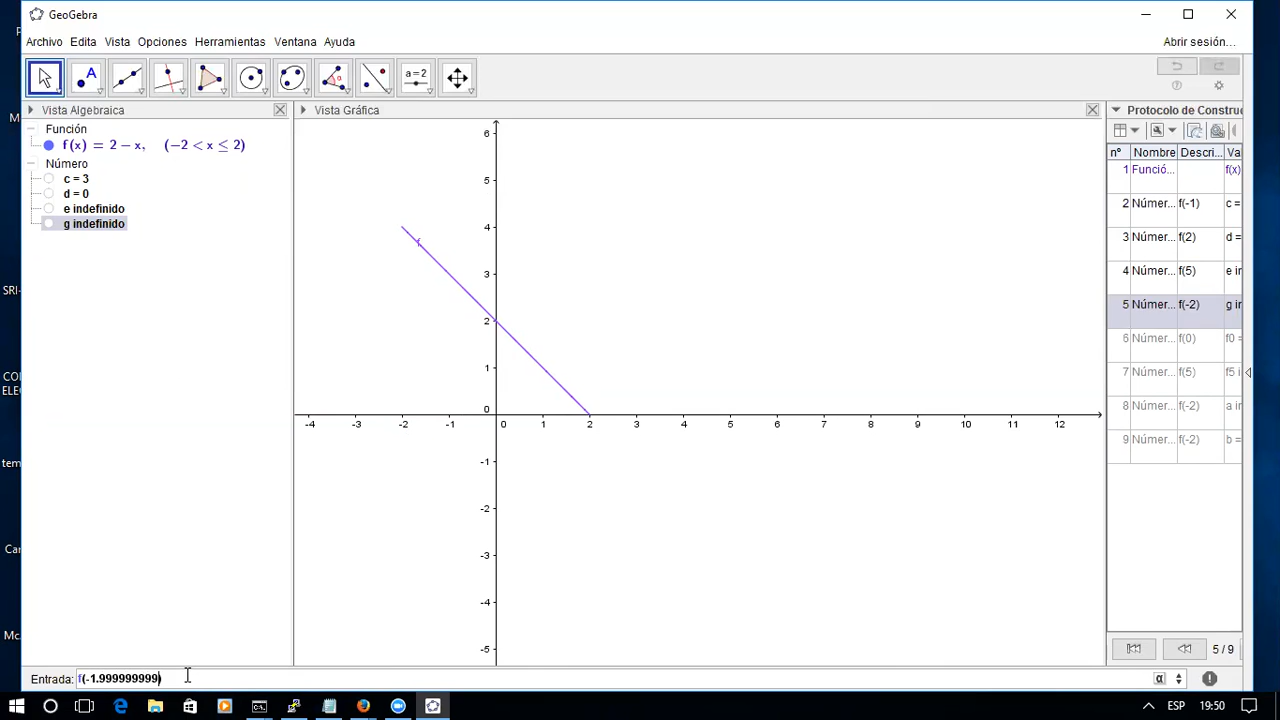 GeoGebra
Archivo Edita Vista Opciones Herramientas Ventana Ayuda
Abrir sesión...
A
α
a = 2
Vista Algebraica
Vista Gráfica
Protocolo de Constru
Función
f(x) = 2 − x, (−2 < x ≤ 2)
Número
c = 3
d = 0
e indefinido
g indefinido
f
6
5
4
3
2
1
0
-1
-2
-3
-4
-5
-4 -3 -2 -1 0 1 2 3 4 5 6 7 8 9 10 11 12
nº Nombre Descri... Va
1 Funció... f(x)
2 Númer... f(-1) c =
3 Númer... f(2) d =
4 Númer... f(5) e in
5 Númer... f(-2) g in
6 Númer... f(0) f0 =
7 Númer... f(5) f5 in
8 Númer... f(-2) a in
9 Númer... f(-2) b =
5 / 9
Entrada: f(-1.999999999)
α
SRI-
ELEC
tem
Car
ESP 19:50